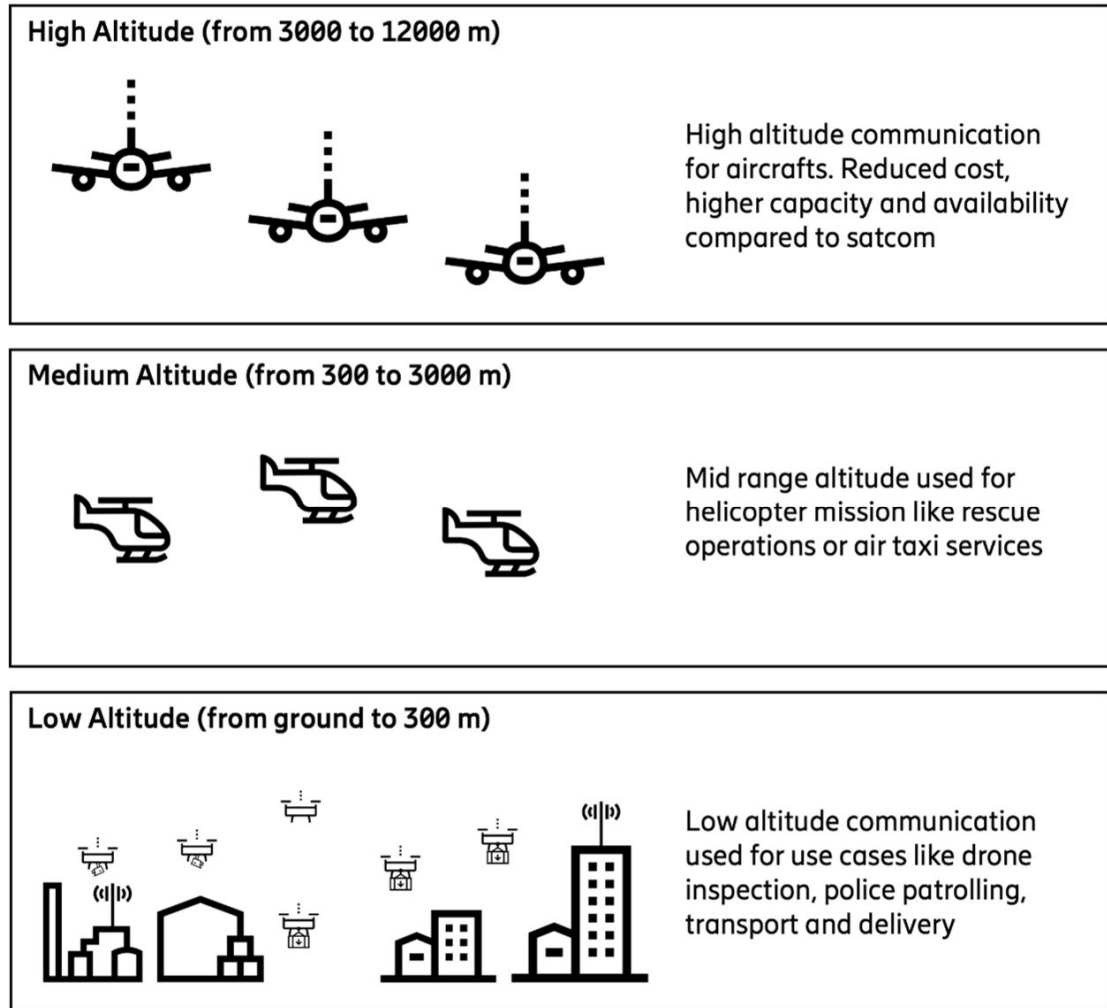 High Altitude (from 3000 to 12000 m)
High altitude communication
for aircrafts. Reduced cost,
higher capacity and availability
compared to satcom
Medium Altitude (from 300 to 3000 m)
Mid range altitude used for
helicopter mission like rescue
operations or air taxi services
Low Altitude (from ground to 300 m)
Low altitude communication
used for use cases like drone
inspection, police patrolling,
transport and delivery